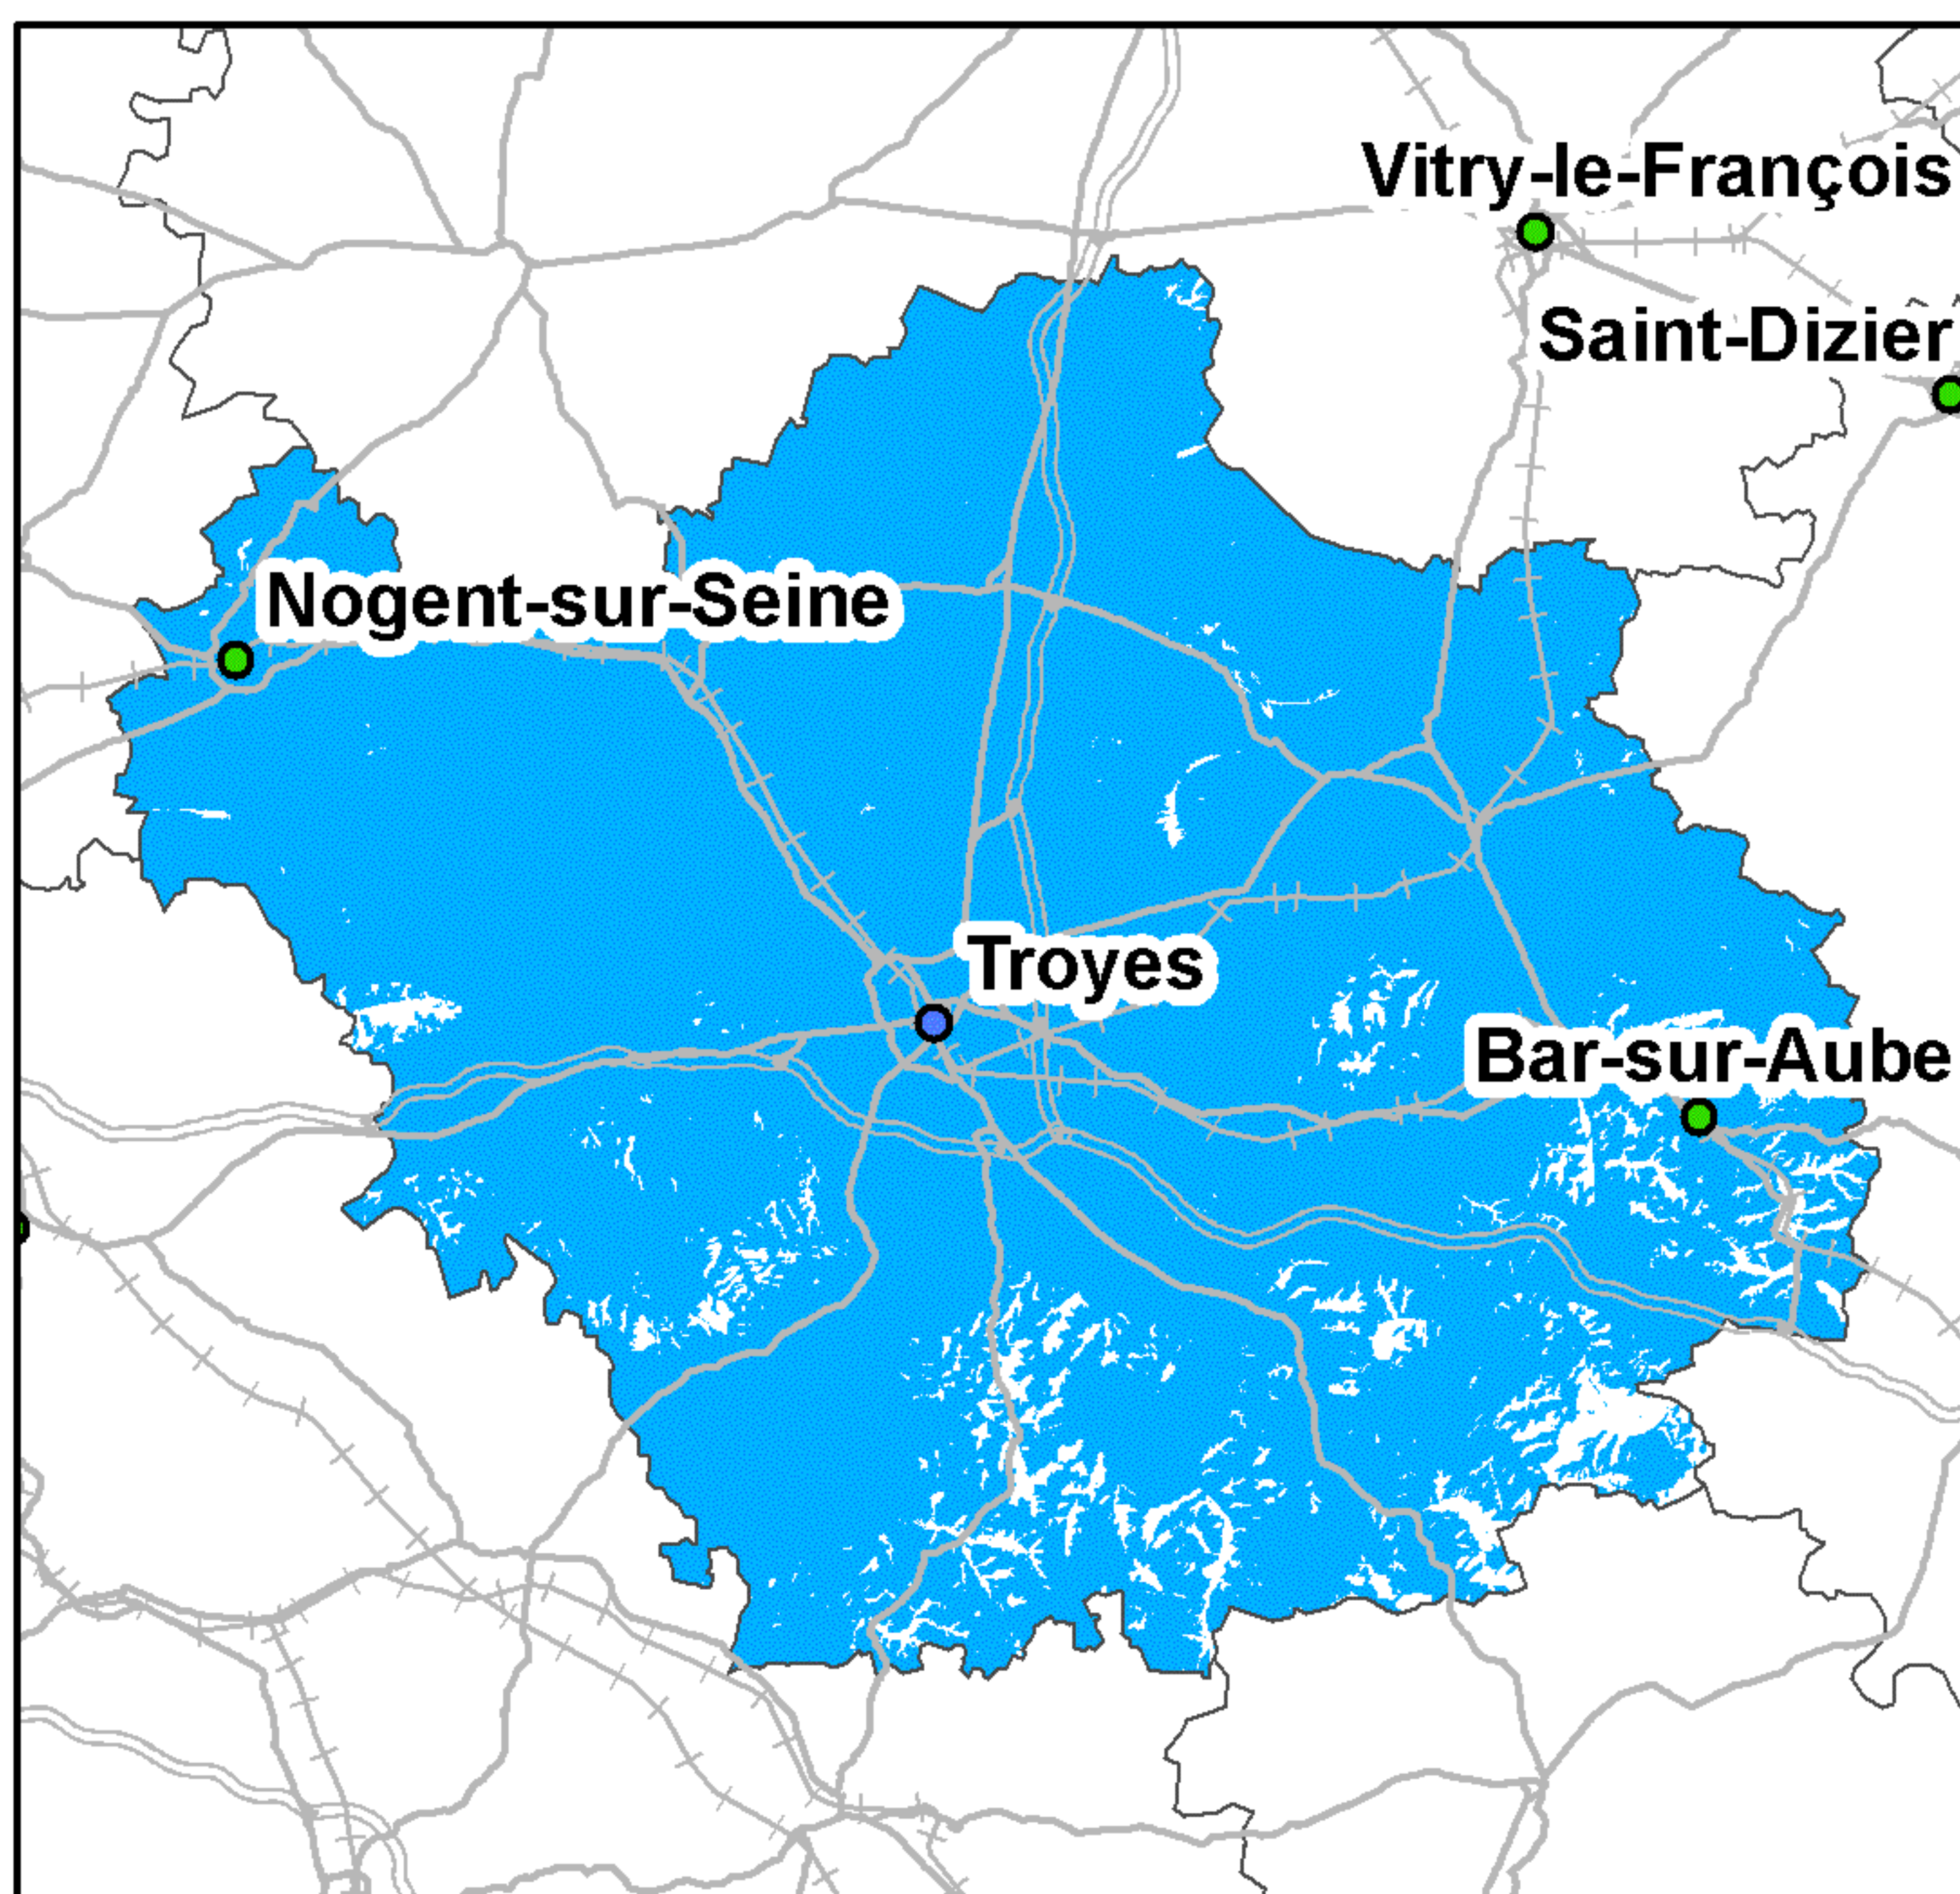 Vitry-le-François
Saint-Dizier
Nogent-sur-Seine
Troyes
Bar-sur-Aube